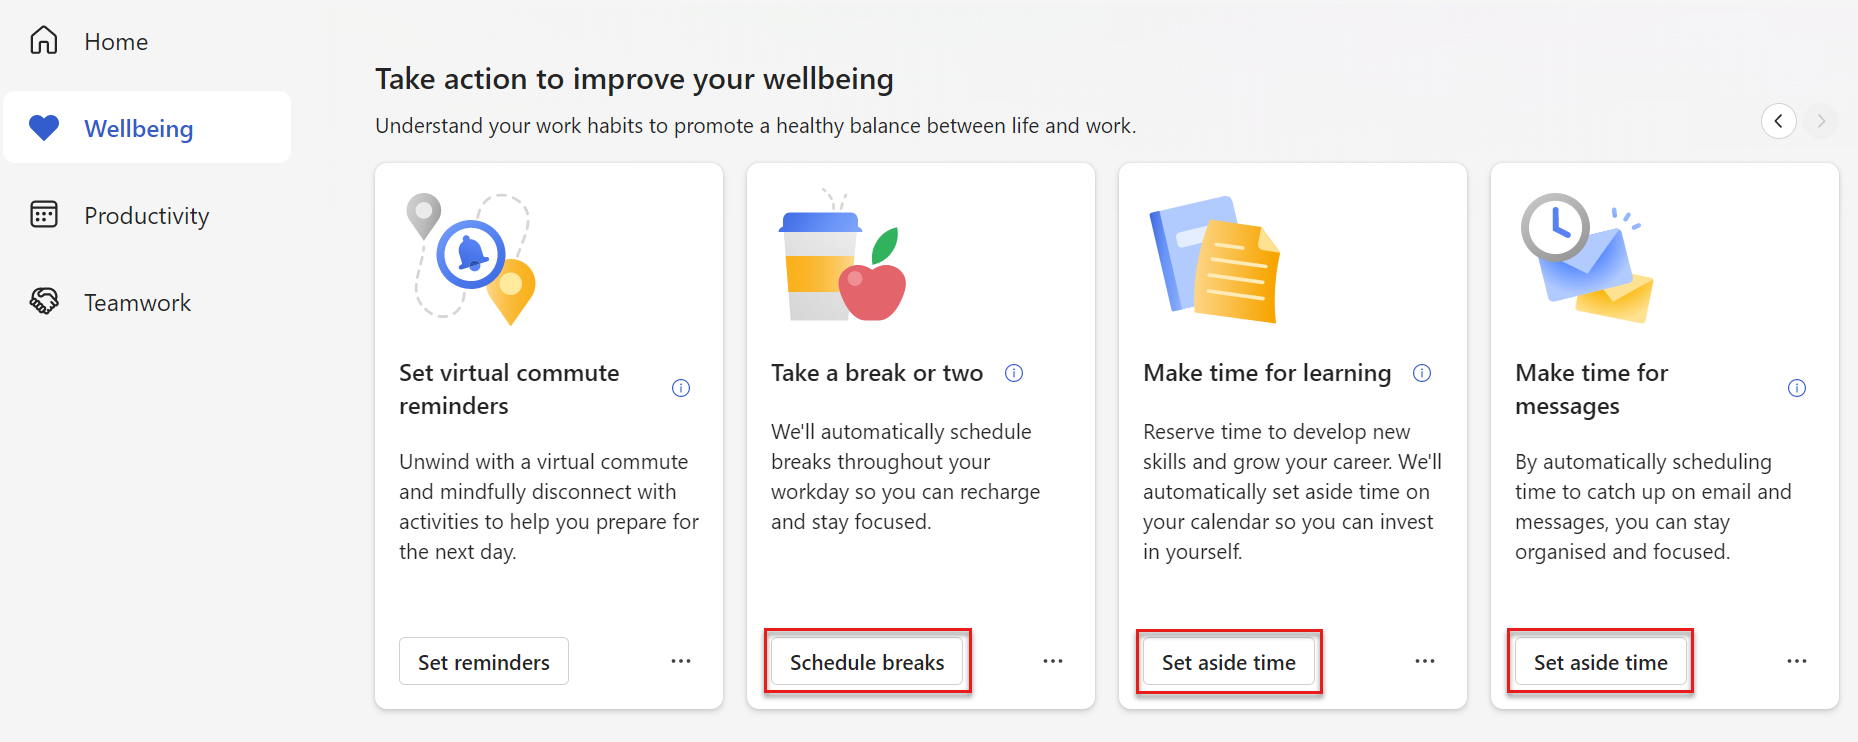 Home
Wellbeing
Productivity
Teamwork
Take action to improve your wellbeing
Understand your work habits to promote a healthy balance between life and work.
Set virtual commute
reminders
Unwind with a virtual commute
and mindfully disconnect with
activities to help you prepare for
the next day.
Set reminders
Take a break or two
We'll automatically schedule
breaks throughout your
workday so you can recharge
and stay focused.
Schedule breaks
Make time for learning
Reserve time to develop new
skills and grow your career. We'll
automatically set aside time on
your calendar so you can invest
in yourself.
Set aside time
Make time for
messages
By automatically scheduling
time to catch up on email and
messages, you can stay
organised and focused.
Set aside time